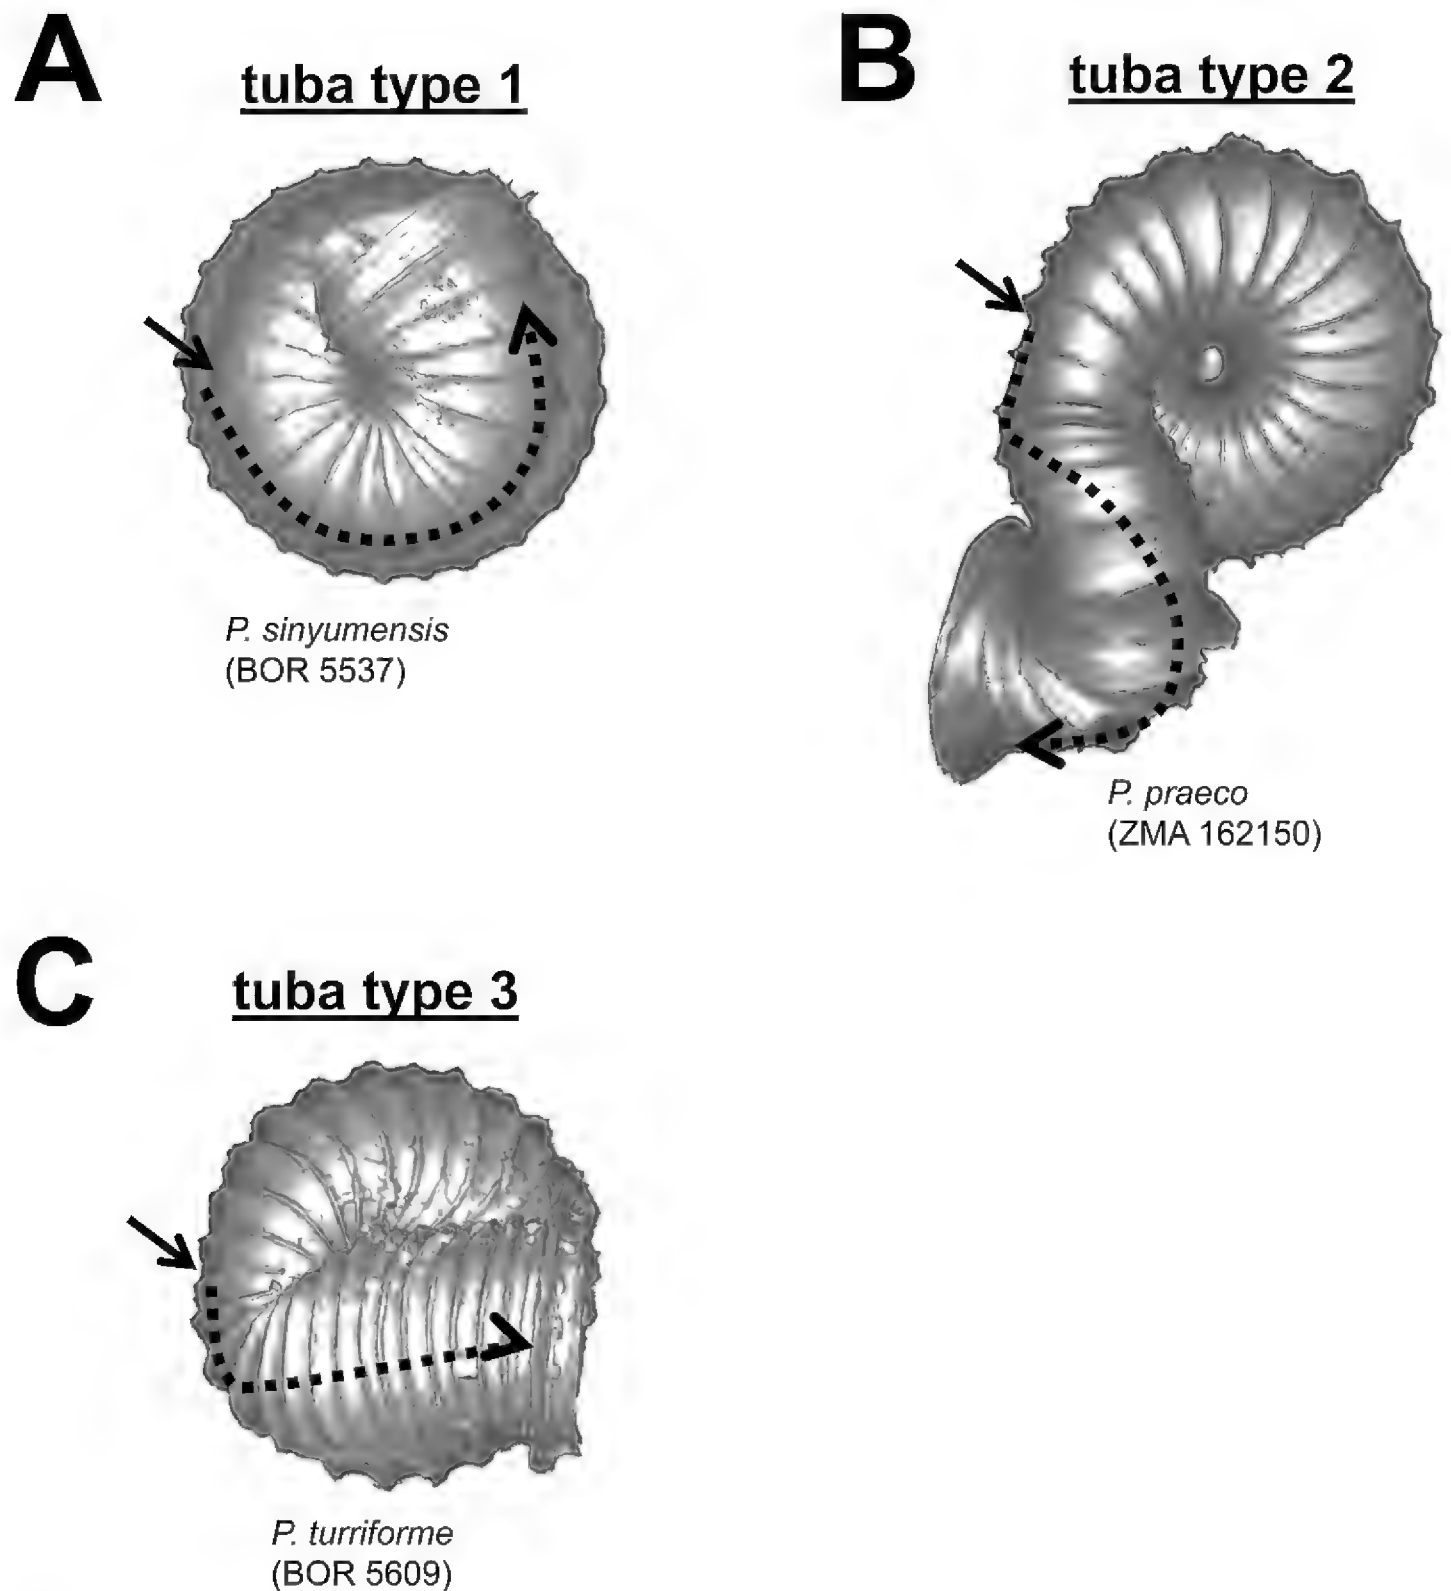 A
tuba type 1
P. sinyumensis
(BOR 5537)
B
tuba type 2
P. praeco
(ZMA 162150)
C
tuba type 3
P. turriforme
(BOR 5609)